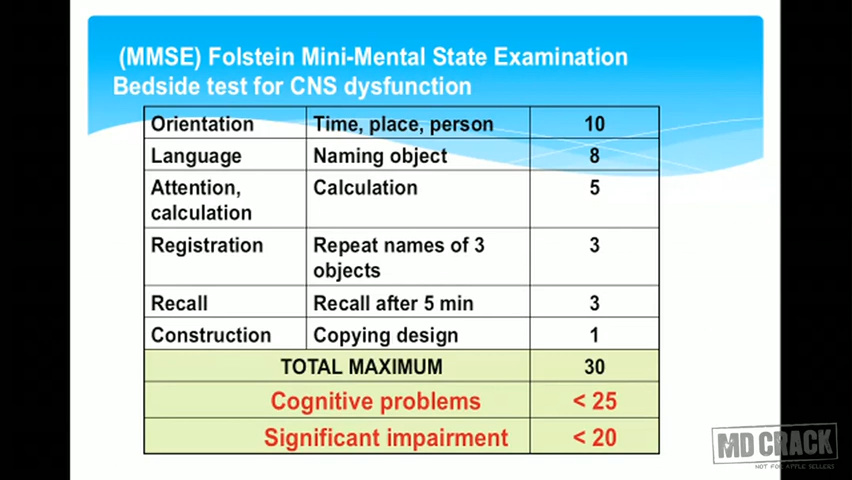 (MMSE) Folstein Mini-Mental State Examination
Bedside test for CNS dysfunction
Orientation Time, place, person 10
Language Naming object 8
Attention, calculation Calculation 5
Registration Repeat names of 3 objects 3
Recall Recall after 5 min 3
Construction Copying design 1
TOTAL MAXIMUM 30
Cognitive problems < 25
Significant impairment < 20
MD CRACK
NOT FOR APPLE SELLERS